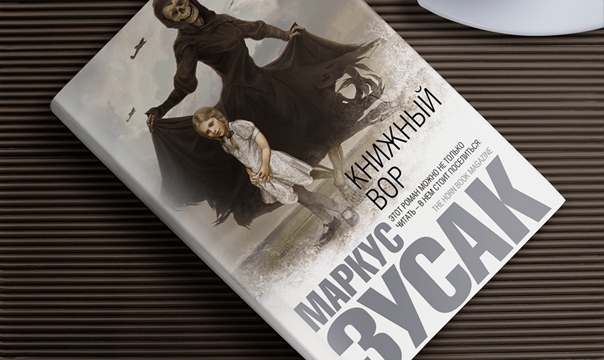 КНИЖНЫЙ
ВОР
ЭТОТ РОМАН МОЖНО НЕ ТОЛЬКО
ЧИТАТЬ – В НЕМ СТОИТ ПОСЕЛИТЬСЯ.
THE HORN BOOK MAGAZINE
МАРКУС
ЗУСАК